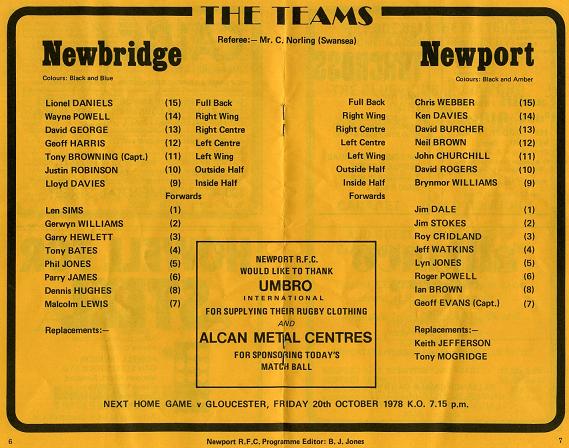 THE TEAMS
Referee:— Mr. C. Norling (Swansea)
Newbridge
Colours: Black and Blue
Newport
Colours: Black and Amber
Lionel DANIELS (15) Full Back
Wayne POWELL (14) Right Wing
David GEORGE (13) Right Centre
Geoff HARRIS (12) Left Centre
Tony BROWNING (Capt.) (11) Left Wing
Justin ROBINSON (10) Outside Half
Lloyd DAVIES (9) Inside Half
Forwards
Len SIMS (1)
Gerwyn WILLIAMS (2)
Garry HEWLETT (3)
Tony BATES (4)
Phil JONES (5)
Parry JAMES (6)
Dennis HUGHES (8)
Malcolm LEWIS (7)
Replacements:—
Full Back Chris WEBBER (15)
Right Wing Ken DAVIES (14)
Right Centre David BURCHER (13)
Left Centre Neil BROWN (12)
Left Wing John CHURCHILL (11)
Outside Half David ROGERS (10)
Inside Half Brynmor WILLIAMS (9)
Forwards
Jim DALE (1)
Jim STOKES (2)
Roy CRIDLAND (3)
Jeff WATKINS (4)
Lyn JONES (5)
Roger POWELL (6)
Ian BROWN (8)
Geoff EVANS (Capt.) (7)
Replacements:—
Keith JEFFERSON
Tony MOGRIDGE
NEWPORT R.F.C.
WOULD LIKE TO THANK
UMBRO
INTERNATIONAL
FOR SUPPLYING THEIR RUGBY CLOTHING
AND
ALCAN METAL CENTRES
FOR SPONSORING TODAY'S
MATCH BALL
NEXT HOME GAME v GLOUCESTER, FRIDAY 20th OCTOBER 1978 K.O. 7.15 p.m.
6
Newport R.F.C. Programme Editor: B. J. Jones
7